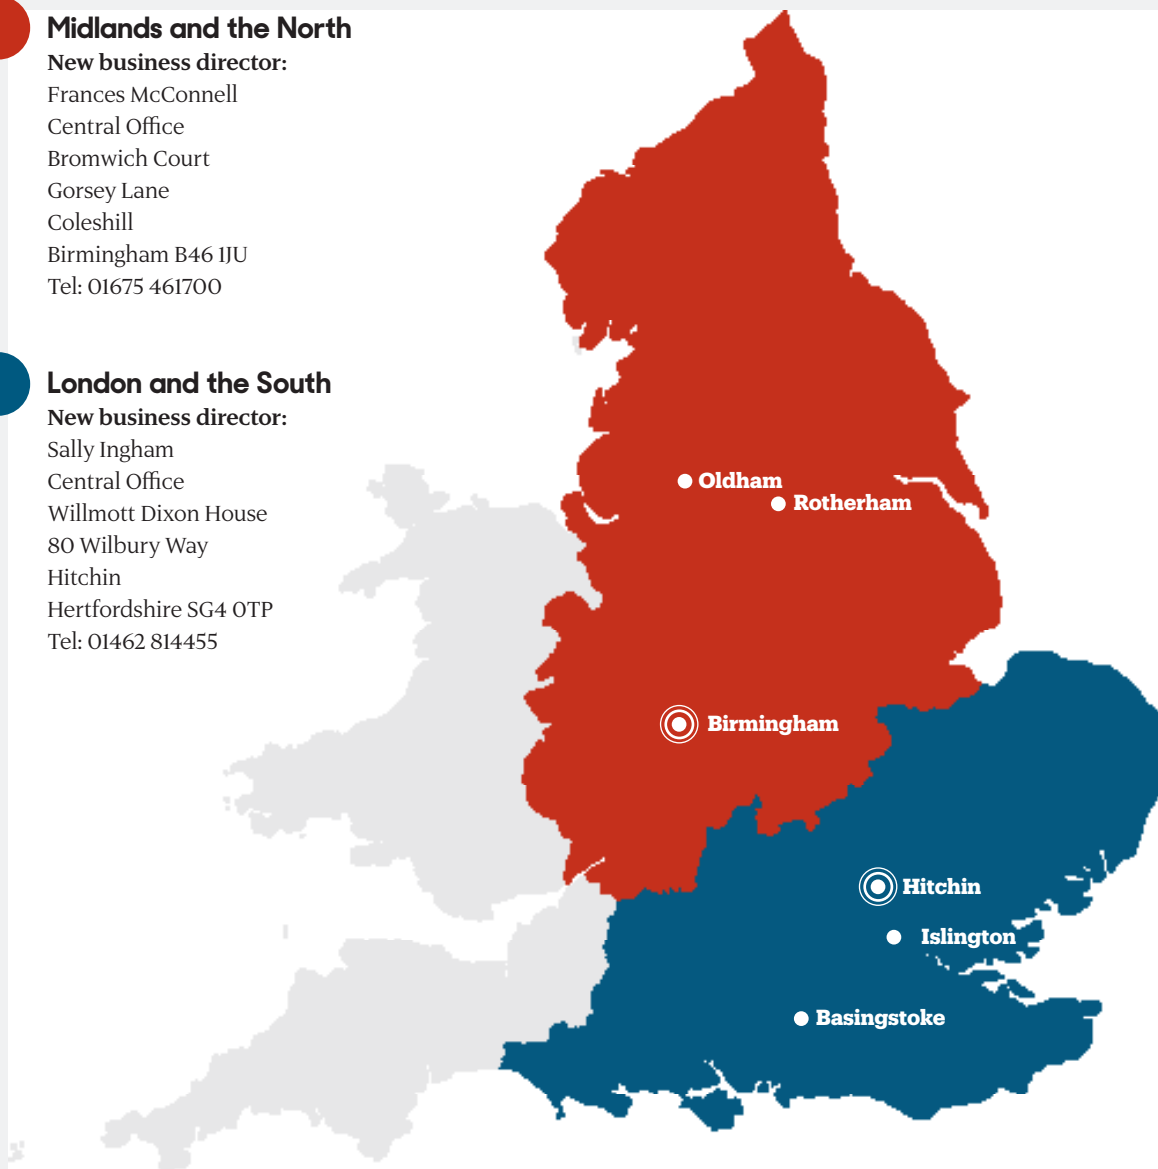 Midlands and the North
New business director:
Frances McConnell
Central Office
Bromwich Court
Gorsey Lane
Coleshill
Birmingham B46 1JU
Tel: 01675 461700
London and the South
New business director:
Sally Ingham
Central Office
Willmott Dixon House
80 Wilbury Way
Hitchin
Hertfordshire SG4 0TP
Tel: 01462 814455
Oldham
Rotherham
Birmingham
Hitchin
Islington
Basingstoke